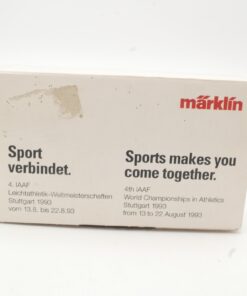 märklin
Sport
verbindet.
4. IAAF
Leichtathletik-Weltmeisterschaften
Stuttgart 1993
vom 13.8. bis 22.8.93
Sports makes you
come together.
4th IAAF
World Championships in Athletics
Stuttgart 1993
from 13 to 22 August 1993